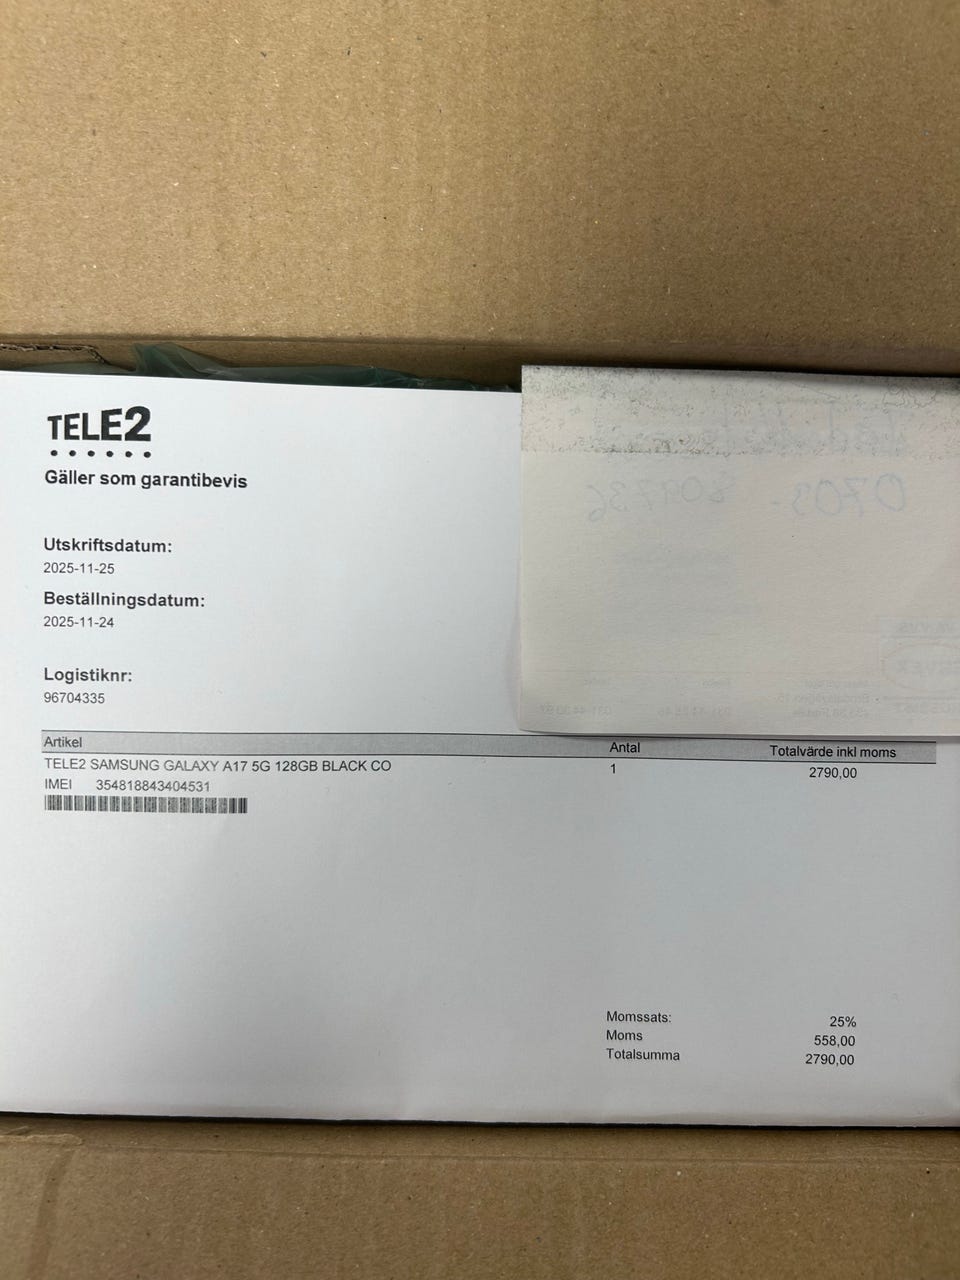 TELE2
Gäller som garantibevis
Utskriftsdatum:
2025-11-25
Beställningsdatum:
2025-11-24
Logistiknr:
96704335
Artikel Antal Totalvärde inkl moms
TELE2 SAMSUNG GALAXY A17 5G 128GB BLACK CO 1 2790,00
IMEI 354818843404531
Momssats: 25%
Moms 558,00
Totalsumma 2790,00